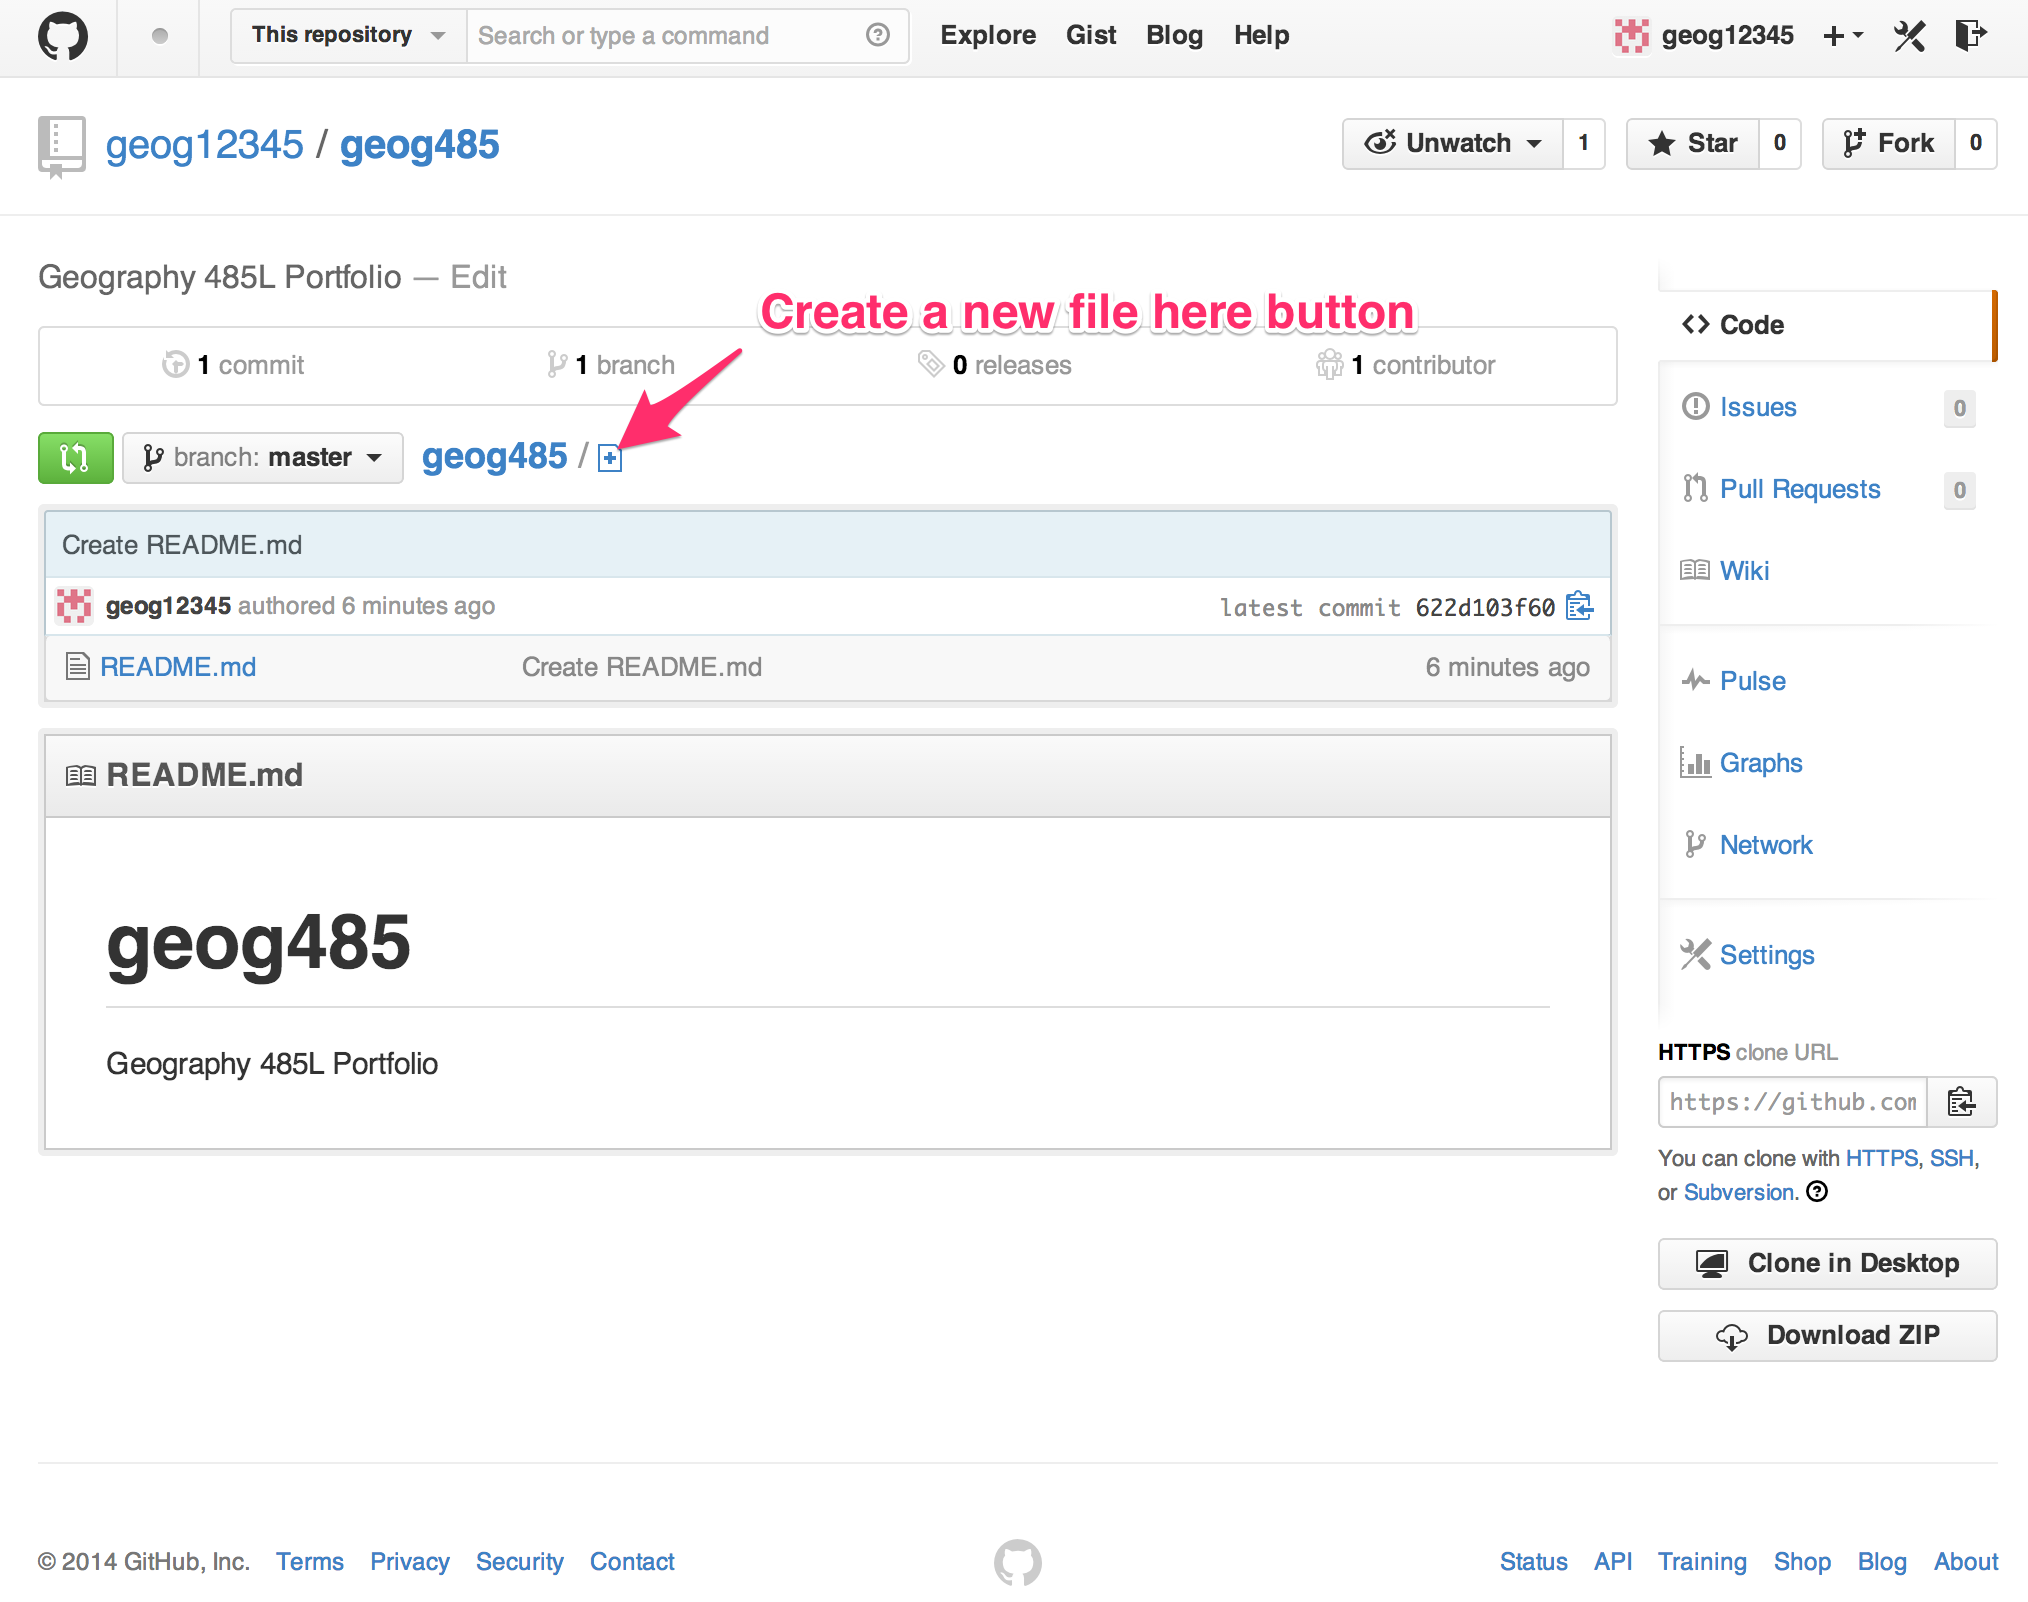 This repository Search or type a command Explore Gist Blog Help geog12345
geog12345 / geog485 Unwatch 1 Star 0 Fork 0
Geography 485L Portfolio — Edit
Create a new file here button
1 commit 1 branch 0 releases 1 contributor
branch: master geog485 /
Create README.md
geog12345 authored 6 minutes ago latest commit 622d103f60
README.md Create README.md 6 minutes ago
README.md
geog485
Geography 485L Portfolio
Code
Issues 0
Pull Requests 0
Wiki
Pulse
Graphs
Network
Settings
HTTPS clone URL
https://github.com
You can clone with HTTPS, SSH,
or Subversion.
Clone in Desktop
Download ZIP
© 2014 GitHub, Inc. Terms Privacy Security Contact Status API Training Shop Blog About